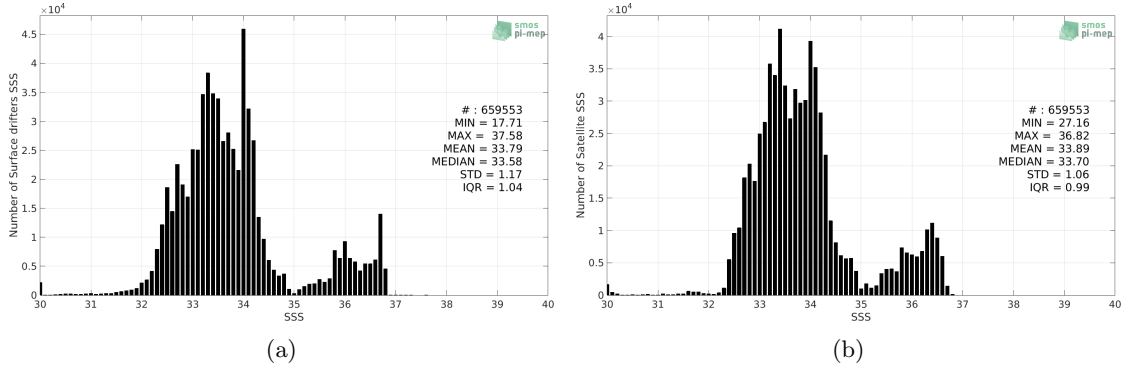 ×10⁴
Number of Surface drifters SSS
4.5
4
3.5
3
2.5
2
1.5
1
0.5
0
30 31 32 33 34 35 36 37 38 39 40
SSS
smos
pi-mep
# : 659553
MIN = 17.71
MAX = 37.58
MEAN = 33.79
MEDIAN = 33.58
STD = 1.17
IQR = 1.04
(a)
×10⁴
Number of Satellite SSS
4
3.5
3
2.5
2
1.5
1
0.5
0
30 31 32 33 34 35 36 37 38 39 40
SSS
smos
pi-mep
# : 659553
MIN = 27.16
MAX = 36.82
MEAN = 33.89
MEDIAN = 33.70
STD = 1.06
IQR = 0.99
(b)